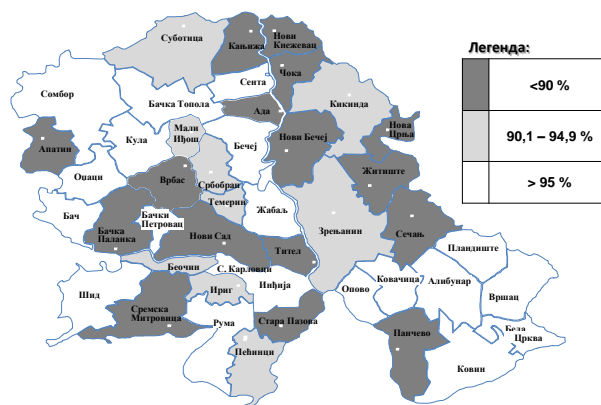 Суботица
Кањижа
Нови
Кнежевац
Чока
Сента
Сомбор
Бачка Топола
Ада
Кикинда
Нова
Црња
Мали
Иђош
Апатин
Кула
Бечеј
Нови Бечеј
Оџаци
Врбас
Србобран
Житиште
Темерин
Бач
Бачки
Петровац
Жабаљ
Зрењанин
Сечањ
Бачка
Паланка
Нови Сад
Тител
Пландиште
Беочин
С. Карловци
Ковачица
Алибунар
Шид
Ириг
Инђија
Опово
Вршац
Сремска
Митровица
Рума
Стара Пазова
Панчево
Бела
Црква
Пећинци
Ковин
Легенда:
<90 %
90,1 – 94,9 %
> 95 %